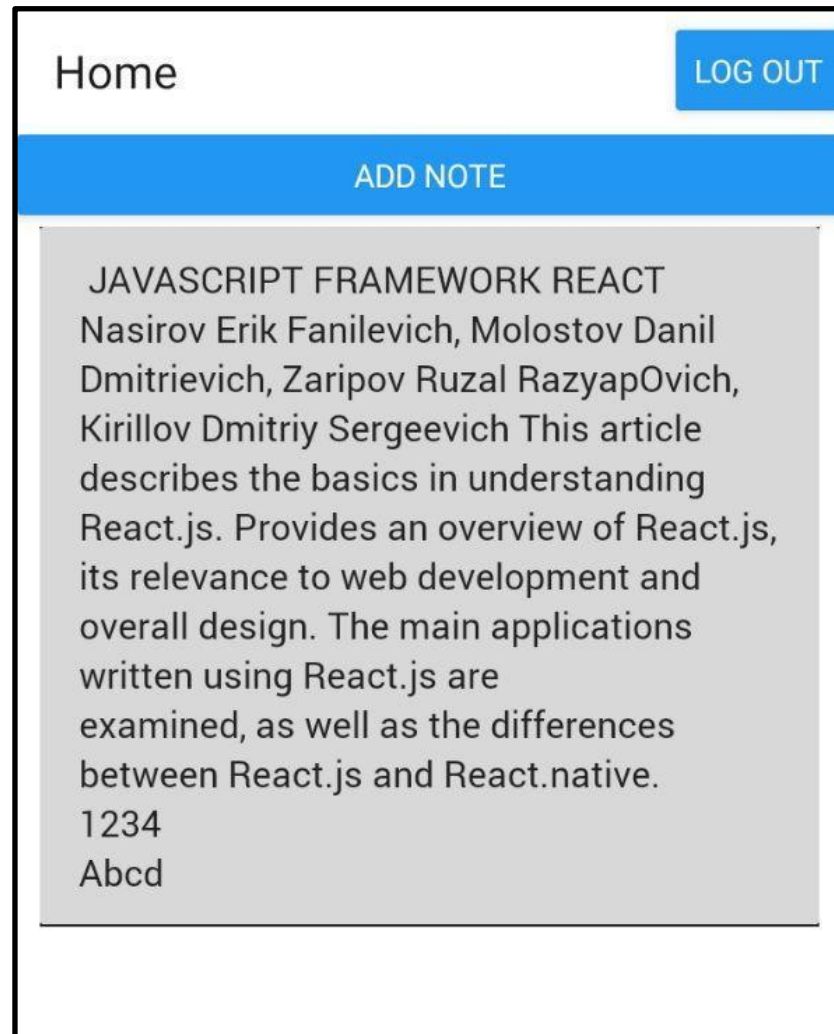 Home
LOG OUT
ADD NOTE
JAVASCRIPT FRAMEWORK REACT
Nasirov Erik Fanilevich, Molostov Danil
Dmitrievich, Zaripov Ruzal RazyapOvich,
Kirillov Dmitriy Sergeevich This article
describes the basics in understanding
React.js. Provides an overview of React.js,
its relevance to web development and
overall design. The main applications
written using React.js are
examined, as well as the differences
between React.js and React.native.
1234
Abcd